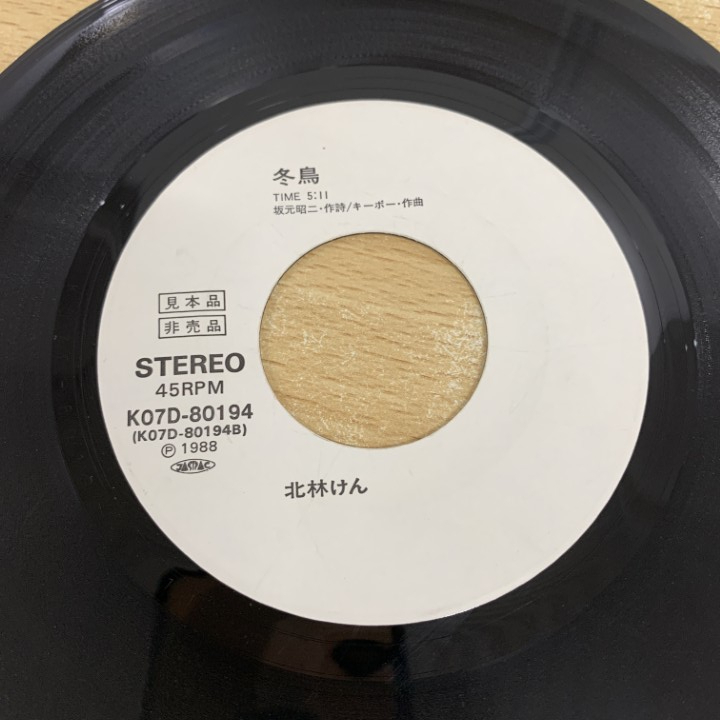 冬鳥
TIME 5:11
坂元昭二・作詩/キーポー・作曲
見本品
非売品
STEREO
45RPM
K07D-80194
(K07D-80194B)
Ⓟ 1988
JASRAC
北林けん